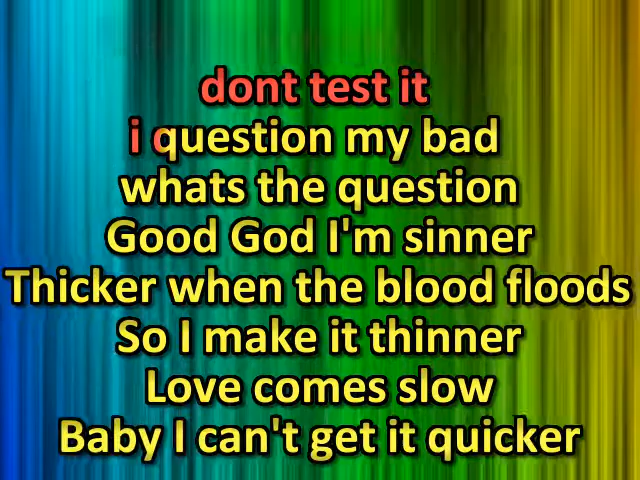 dont test it
i question my bad
whats the question
Good God I'm sinner
Thicker when the blood floods
So I make it thinner
Love comes slow
Baby I can't get it quicker